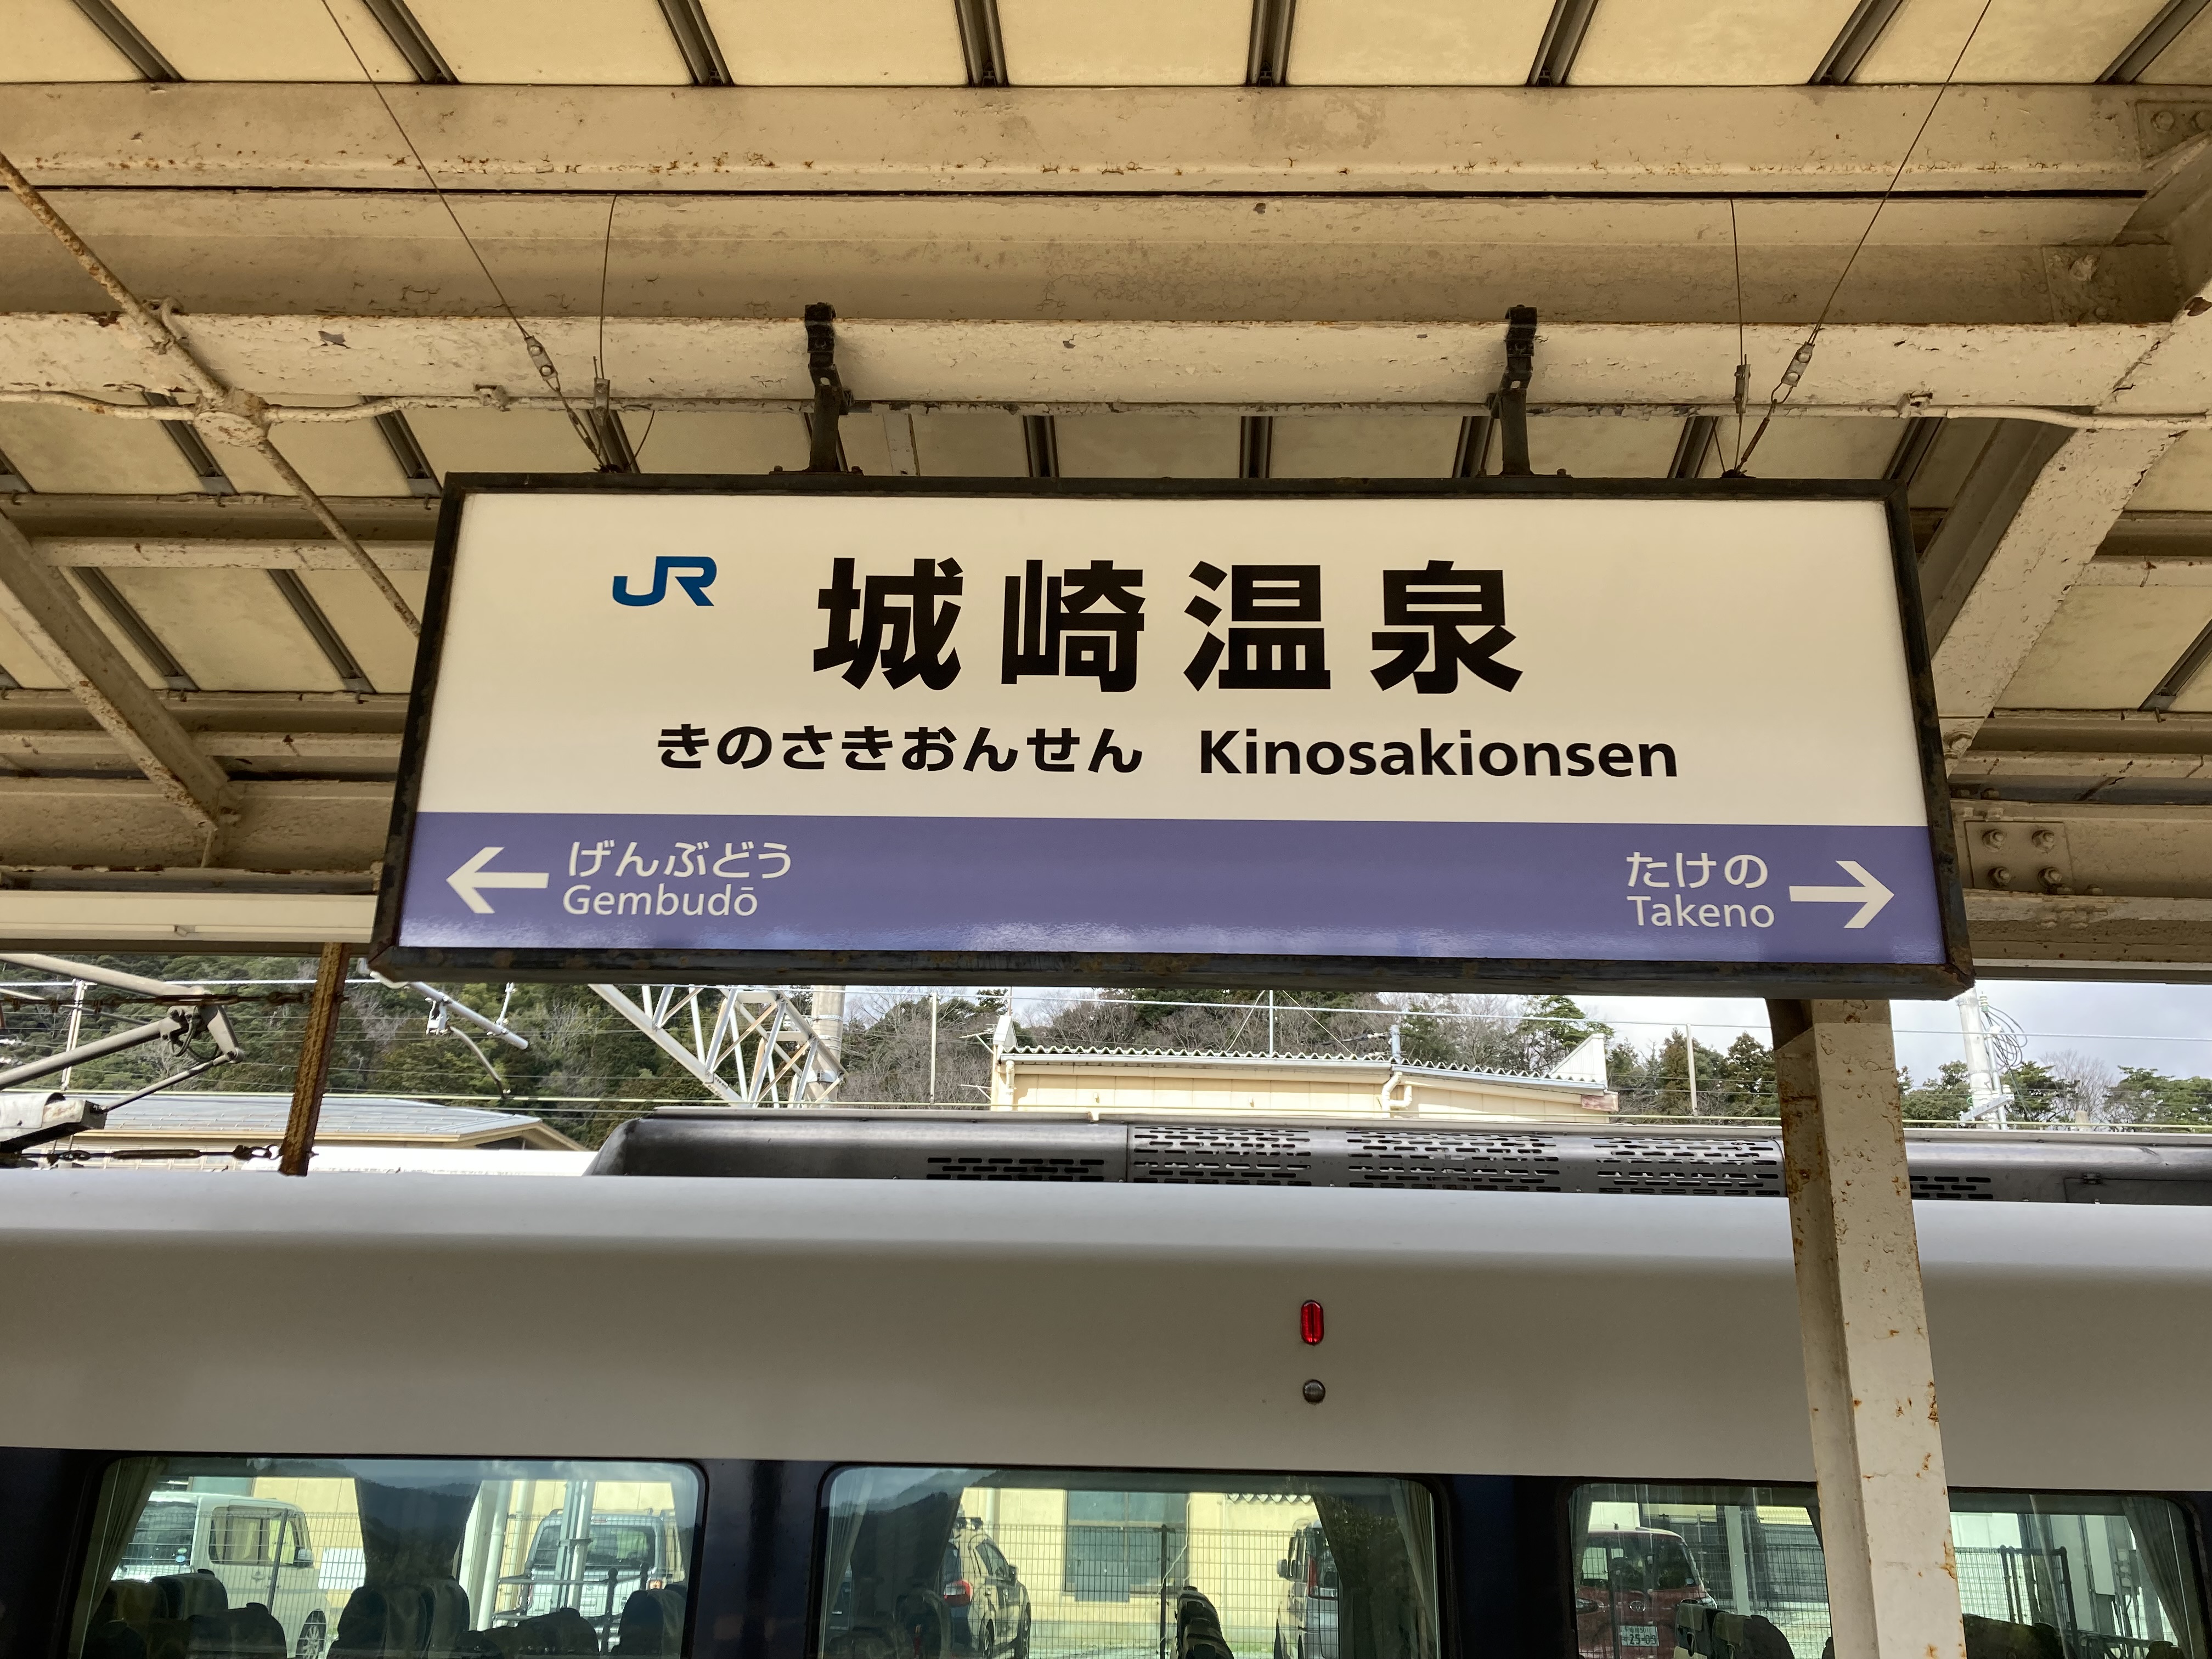 JR 城崎温泉
きのさきおんせん Kinosakionsen
← げんぶどう
Gembudō
たけの →
Takeno